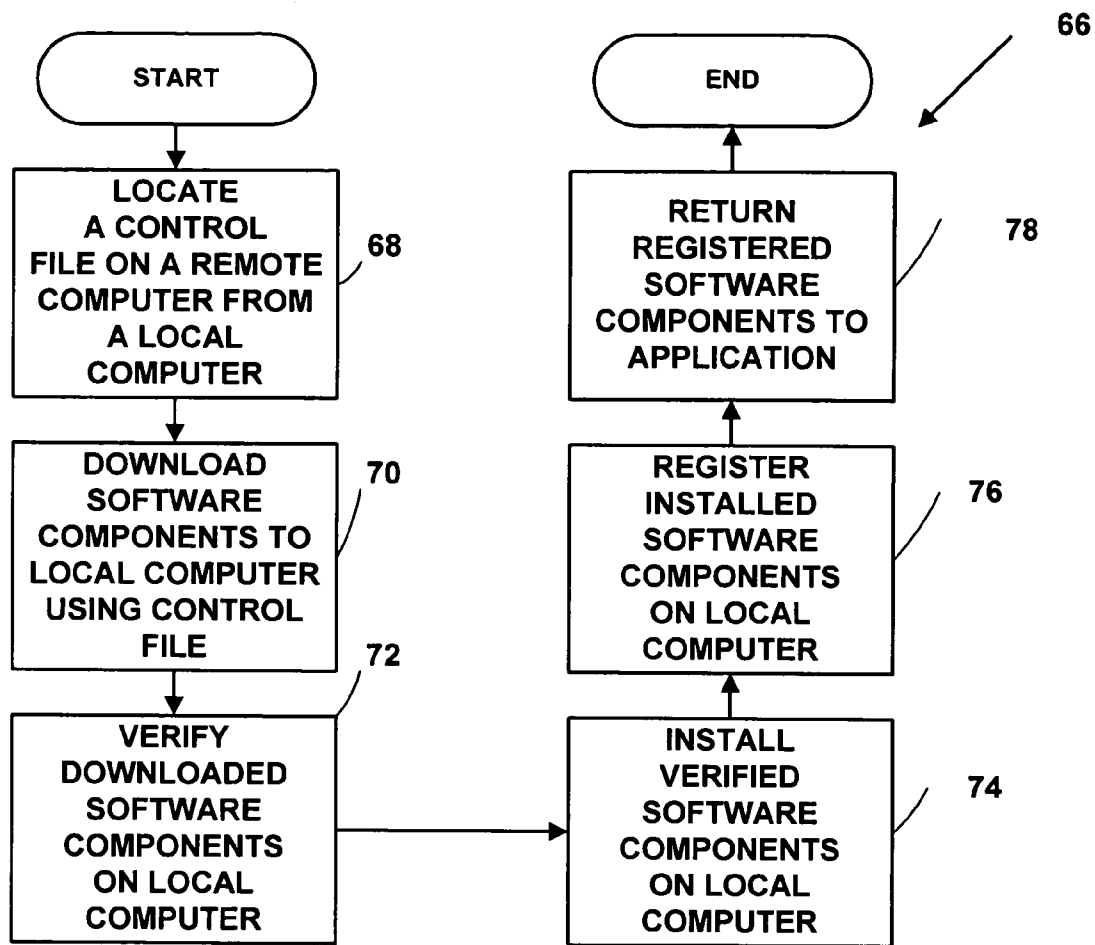 START
LOCATE
A CONTROL
FILE ON A REMOTE
COMPUTER FROM
A LOCAL
COMPUTER
68
DOWNLOAD
SOFTWARE
COMPONENTS TO
LOCAL COMPUTER
USING CONTROL
FILE
70
VERIFY
DOWNLOADED
SOFTWARE
COMPONENTS
ON LOCAL
COMPUTER
72
INSTALL
VERIFIED
SOFTWARE
COMPONENTS
ON LOCAL
COMPUTER
74
REGISTER
INSTALLED
SOFTWARE
COMPONENTS
ON LOCAL
COMPUTER
76
RETURN
REGISTERED
SOFTWARE
COMPONENTS TO
APPLICATION
78
END
66